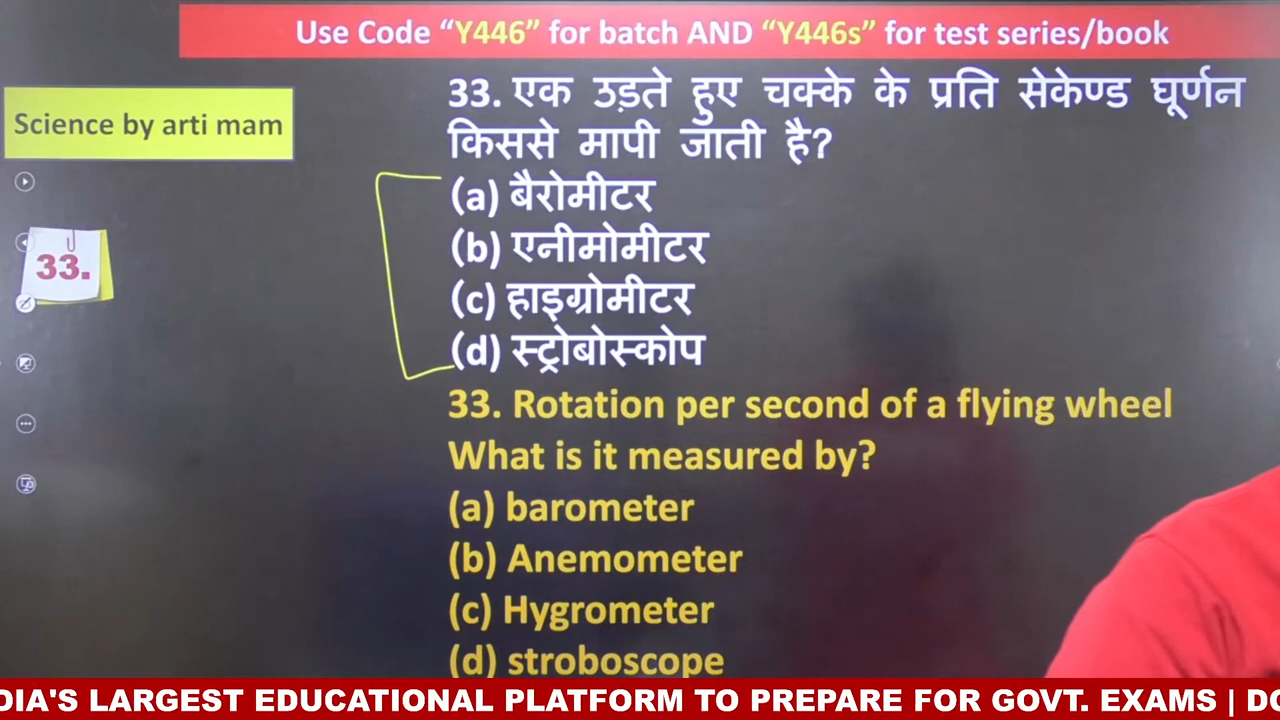 Use Code “Y446” for batch AND “Y446s” for test series/book
Science by arti mam
33.
33. एक उड़ते हुए चक्के के प्रति सेकेण्ड घूर्णन
किससे मापी जाती है?
(a) बैरोमीटर
(b) एनीमोमीटर
(c) हाइग्रोमीटर
(d) स्ट्रोबोस्कोप
33. Rotation per second of a flying wheel
What is it measured by?
(a) barometer
(b) Anemometer
(c) Hygrometer
(d) stroboscope
DIA'S LARGEST EDUCATIONAL PLATFORM TO PREPARE FOR GOVT. EXAMS | DO